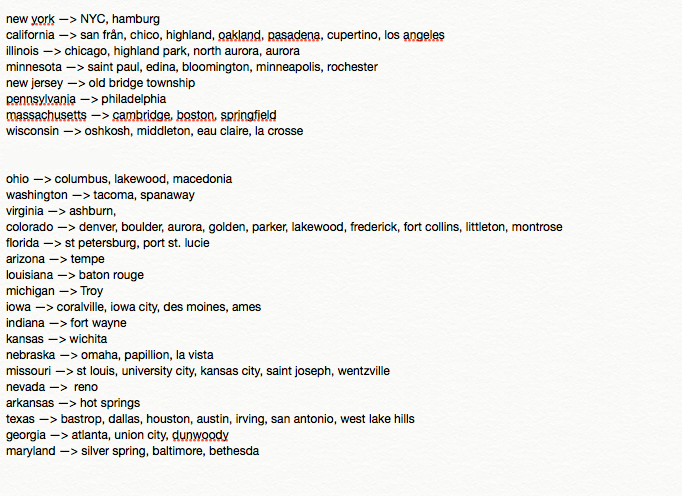 new york —> NYC, hamburg
california —> san från, chico, highland, oakland, pasadena, cupertino, los angeles
illinois —> chicago, highland park, north aurora, aurora
minnesota —> saint paul, edina, bloomington, minneapolis, rochester
new jersey —> old bridge township
pennsylvania —> philadelphia
massachusetts —> cambridge, boston, springfield
wisconsin —> oshkosh, middleton, eau claire, la crosse
ohio —> columbus, lakewood, macedonia
washington —> tacoma, spanaway
virginia —> ashburn,
colorado —> denver, boulder, aurora, golden, parker, lakewood, frederick, fort collins, littleton, montrose
florida —> st petersburg, port st. lucie
arizona —> tempe
louisiana —> baton rouge
michigan —> Troy
iowa —> coralville, iowa city, des moines, ames
indiana —> fort wayne
kansas —> wichita
nebraska —> omaha, papillion, la vista
missouri —> st louis, university city, kansas city, saint joseph, wentzville
nevada —>  reno
arkansas —> hot springs
texas —> bastrop, dallas, houston, austin, irving, san antonio, west lake hills
georgia —> atlanta, union city, dunwoody
maryland —> silver spring, baltimore, bethesda